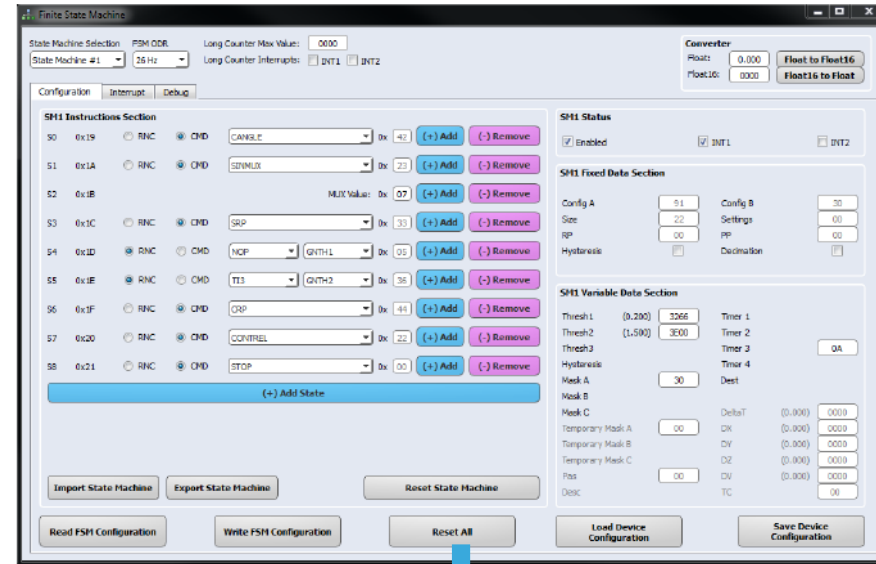 Finite State Machine
State Machine Selection FSM ODR Long Counter Max Value: 0000
State Machine #1 26 Hz Long Counter Interrupts: INT1 INT2
Converter
Float: 0.000 Float to Float16
Float16: 0000 Float16 to Float
Configuration Interrupt Debug
SM1 Instructions Section
S0 0x19 RNC CMD CANGLE 0x 42 (+) Add (-) Remove
S1 0x1A RNC CMD SINMUX 0x 23 (+) Add (-) Remove
S2 0x1B MUX Value: 0x 07 (+) Add (-) Remove
S3 0x1C RNC CMD SRP 0x 33 (+) Add (-) Remove
S4 0x1D RNC CMD NOP GNTH1 0x 05 (+) Add (-) Remove
S5 0x1E RNC CMD TI3 GNTH2 0x 36 (+) Add (-) Remove
S6 0x1F RNC CMD CRP 0x 44 (+) Add (-) Remove
S7 0x20 RNC CMD CONTREL 0x 22 (+) Add (-) Remove
S8 0x21 RNC CMD STOP 0x 00 (+) Add (-) Remove
(+) Add State
Import State Machine Export State Machine Reset State Machine
SM1 Status
Enabled INT1 INT2
SM1 Fixed Data Section
Config A 91 Config B 30
Size 22 Settings 00
RP 00 PP 00
Hysteresis Decimation
SM1 Variable Data Section
Thresh1 (0.200) 3266 Timer 1
Thresh2 (1.500) 3E00 Timer 2
Thresh3 Timer 3 0A
Hysteresis Timer 4
Mask A 30 Dest
Mask B
Mask C DeltaT (0.000) 0000
Temporary Mask A 00 DX (0.000) 0000
Temporary Mask B DY (0.000) 0000
Temporary Mask C DZ (0.000) 0000
Pas 00 DV (0.000) 0000
Desc TC 00
Read FSM Configuration Write FSM Configuration Reset All Load Device Configuration Save Device Configuration